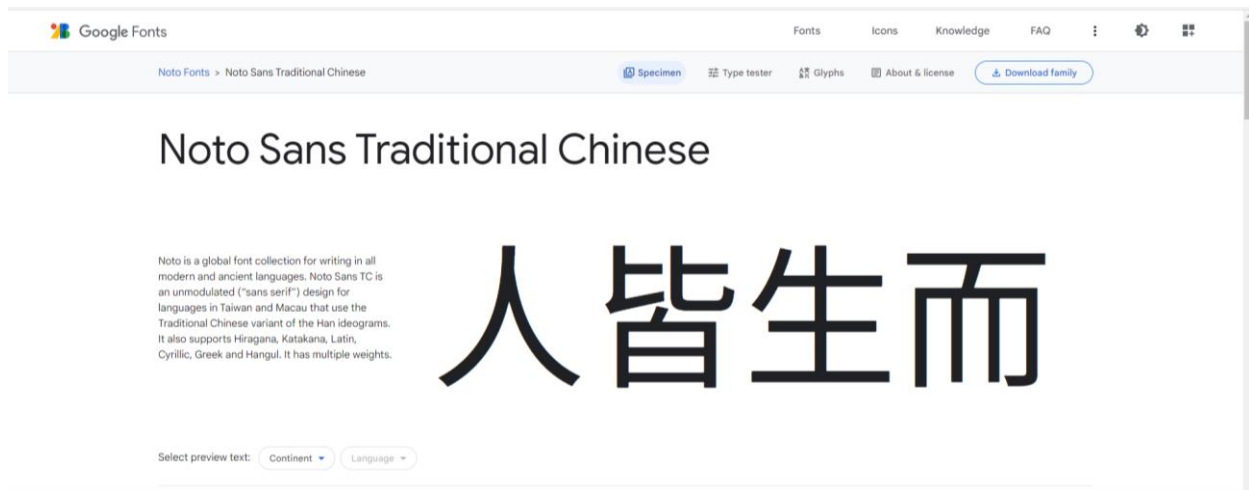 Google Fonts
Fonts Icons Knowledge FAQ
Noto Fonts > Noto Sans Traditional Chinese
Specimen Type tester Glyphs About & license Download family
Noto Sans Traditional Chinese
Noto is a global font collection for writing in all
modern and ancient languages. Noto Sans TC is
an unmodulated (“sans serif”) design for
languages in Taiwan and Macau that use the
Traditional Chinese variant of the Han ideograms.
It also supports Hiragana, Katakana, Latin,
Cyrillic, Greek and Hangul. It has multiple weights.
人皆生而
Select preview text: Continent Language